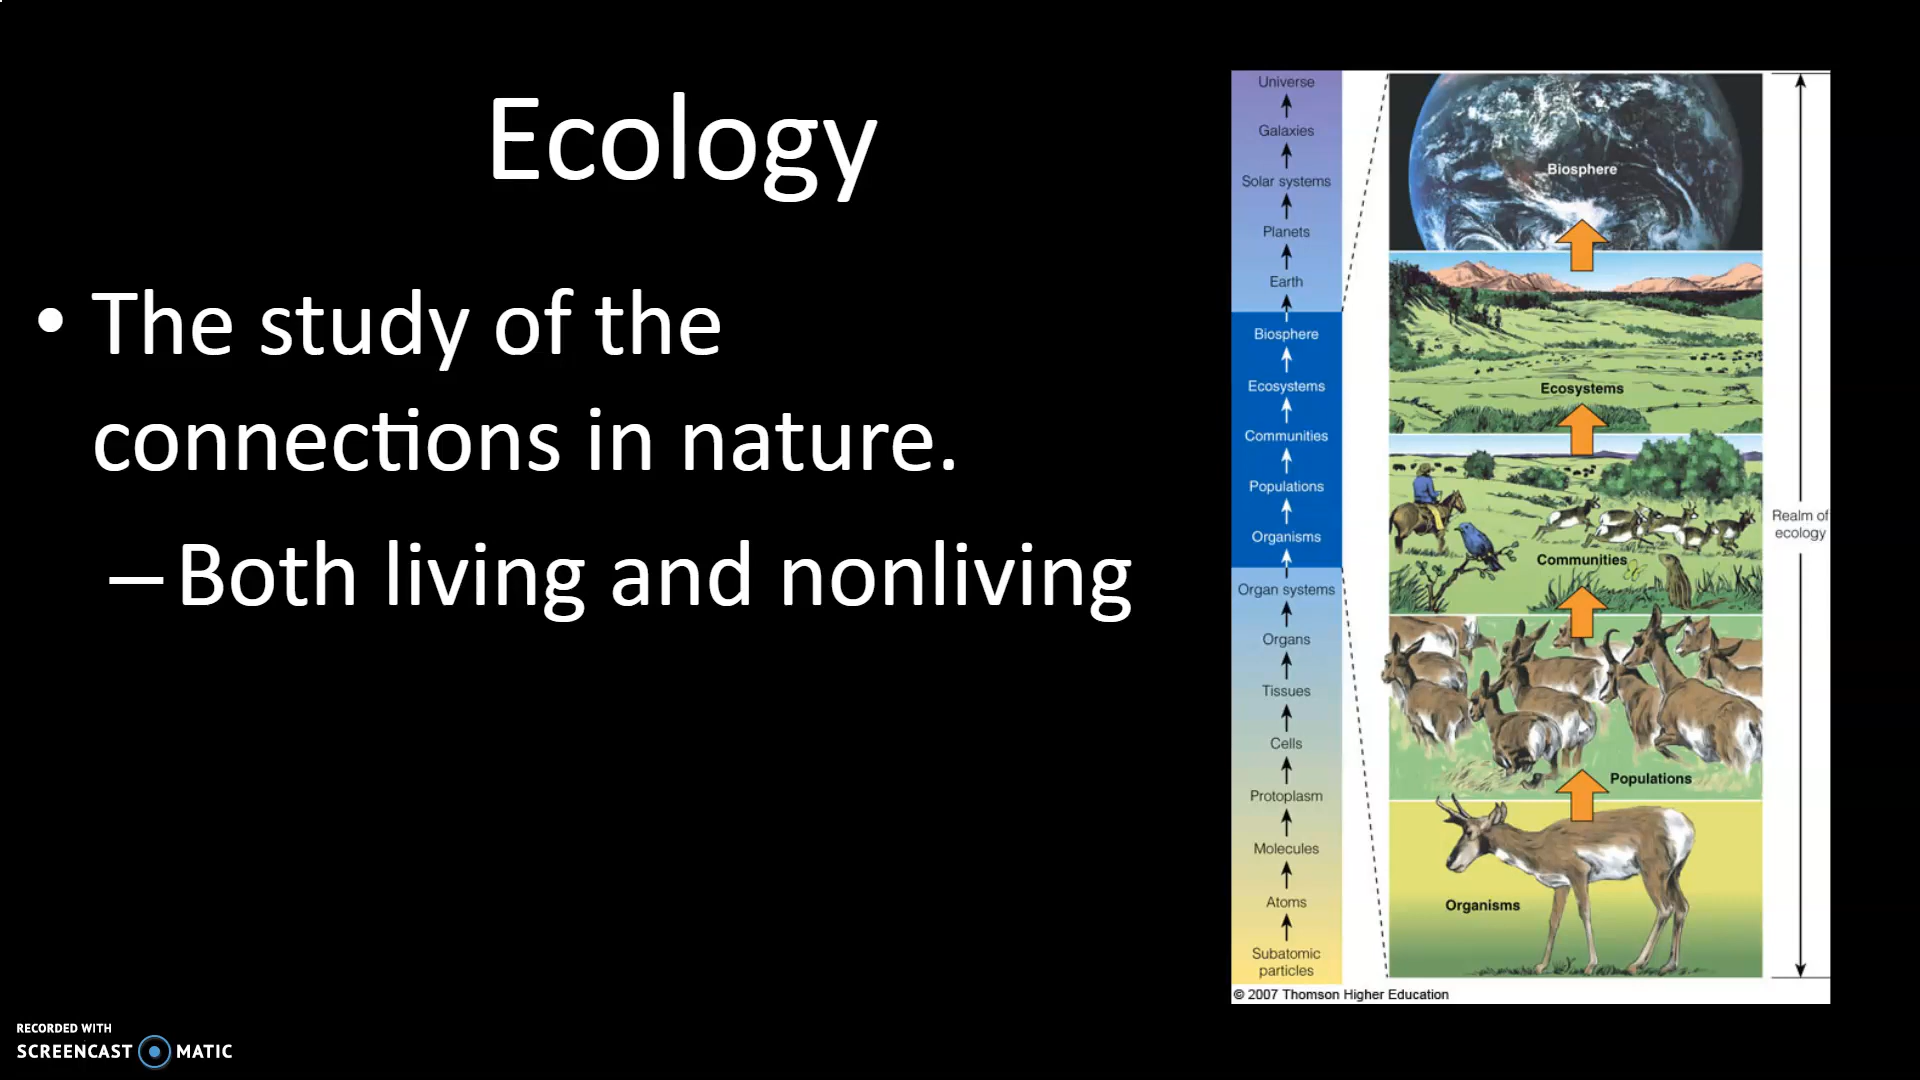 Ecology
• The study of the
connections in nature.
–Both living and nonliving
Universe
Galaxies
Solar systems
Planets
Earth
Biosphere
Ecosystems
Communities
Populations
Organisms
Organ systems
Organs
Tissues
Cells
Protoplasm
Molecules
Atoms
Subatomic
particles
Biosphere
Ecosystems
Communities
Populations
Organisms
Realm of
ecology
© 2007 Thomson Higher Education
RECORDED WITH
SCREENCAST MATIC